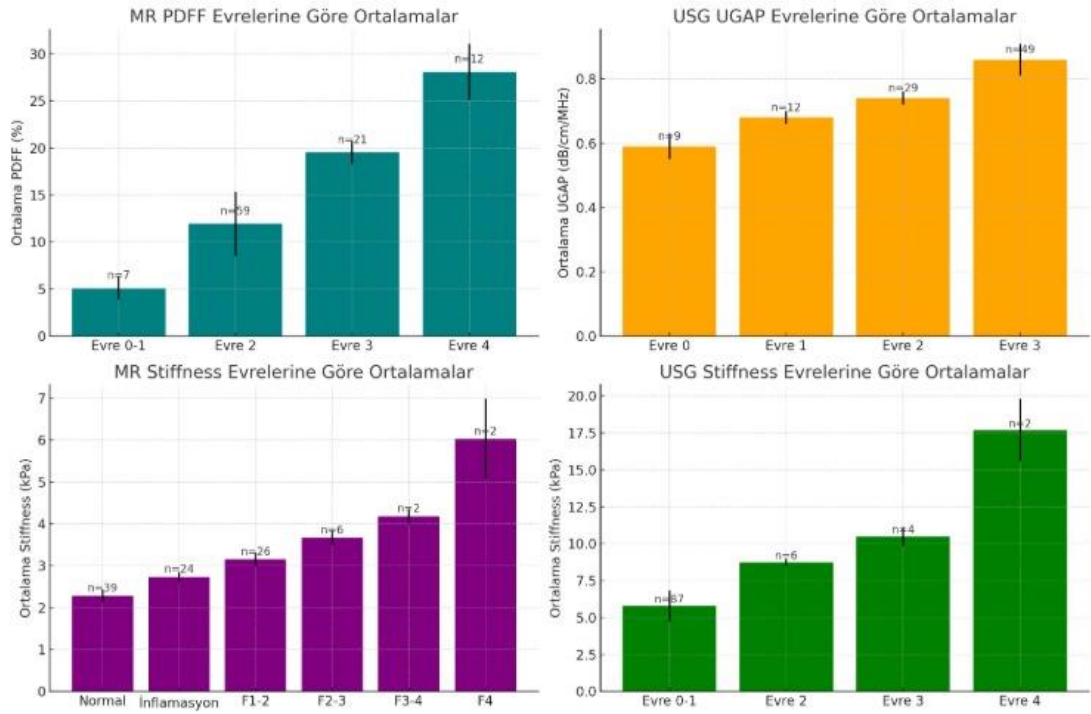 MR PDFF Evrelerine Göre Ortalamalar
Ortalama PDFF (%)
30
25
20
15
10
5
0
n=7
n=59
n=21
n=12
Evre 0-1
Evre 2
Evre 3
Evre 4
USG UGAP Evrelerine Göre Ortalamalar
Ortalama UGAP (dB/cm/MHz)
0.8
0.6
0.4
0.2
0.0
n=9
n=12
n=29
n=49
Evre 0
Evre 1
Evre 2
Evre 3
MR Stiffness Evrelerine Göre Ortalamalar
Ortalama Stiffness (kPa)
7
6
5
4
3
2
1
0
n=39
n=24
n=26
n=6
n=2
n=2
Normal
İnflamasyon
F1-2
F2-3
F3-4
F4
USG Stiffness Evrelerine Göre Ortalamalar
Ortalama Stiffness (kPa)
20.0
17.5
15.0
12.5
10.0
7.5
5.0
2.5
0.0
n=87
n=6
n=4
n=2
Evre 0-1
Evre 2
Evre 3
Evre 4